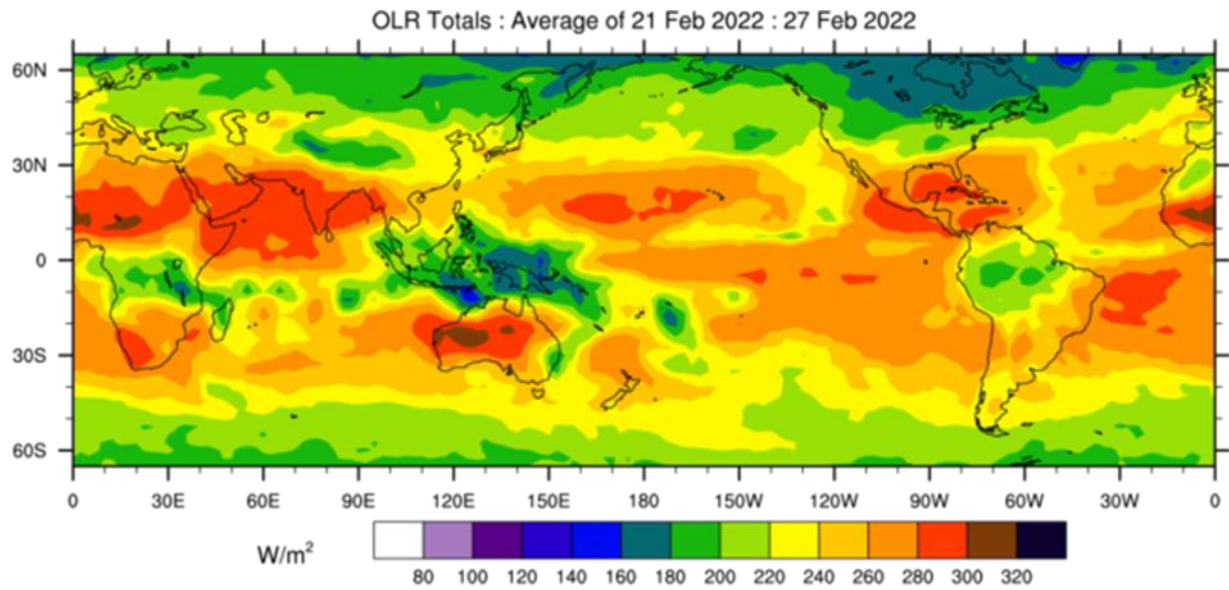 OLR Totals : Average of 21 Feb 2022 : 27 Feb 2022
60N
30N
0
30S
60S
0 30E 60E 90E 120E 150E 180 150W 120W 90W 60W 30W 0
W/m²
80 100 120 140 160 180 200 220 240 260 280 300 320